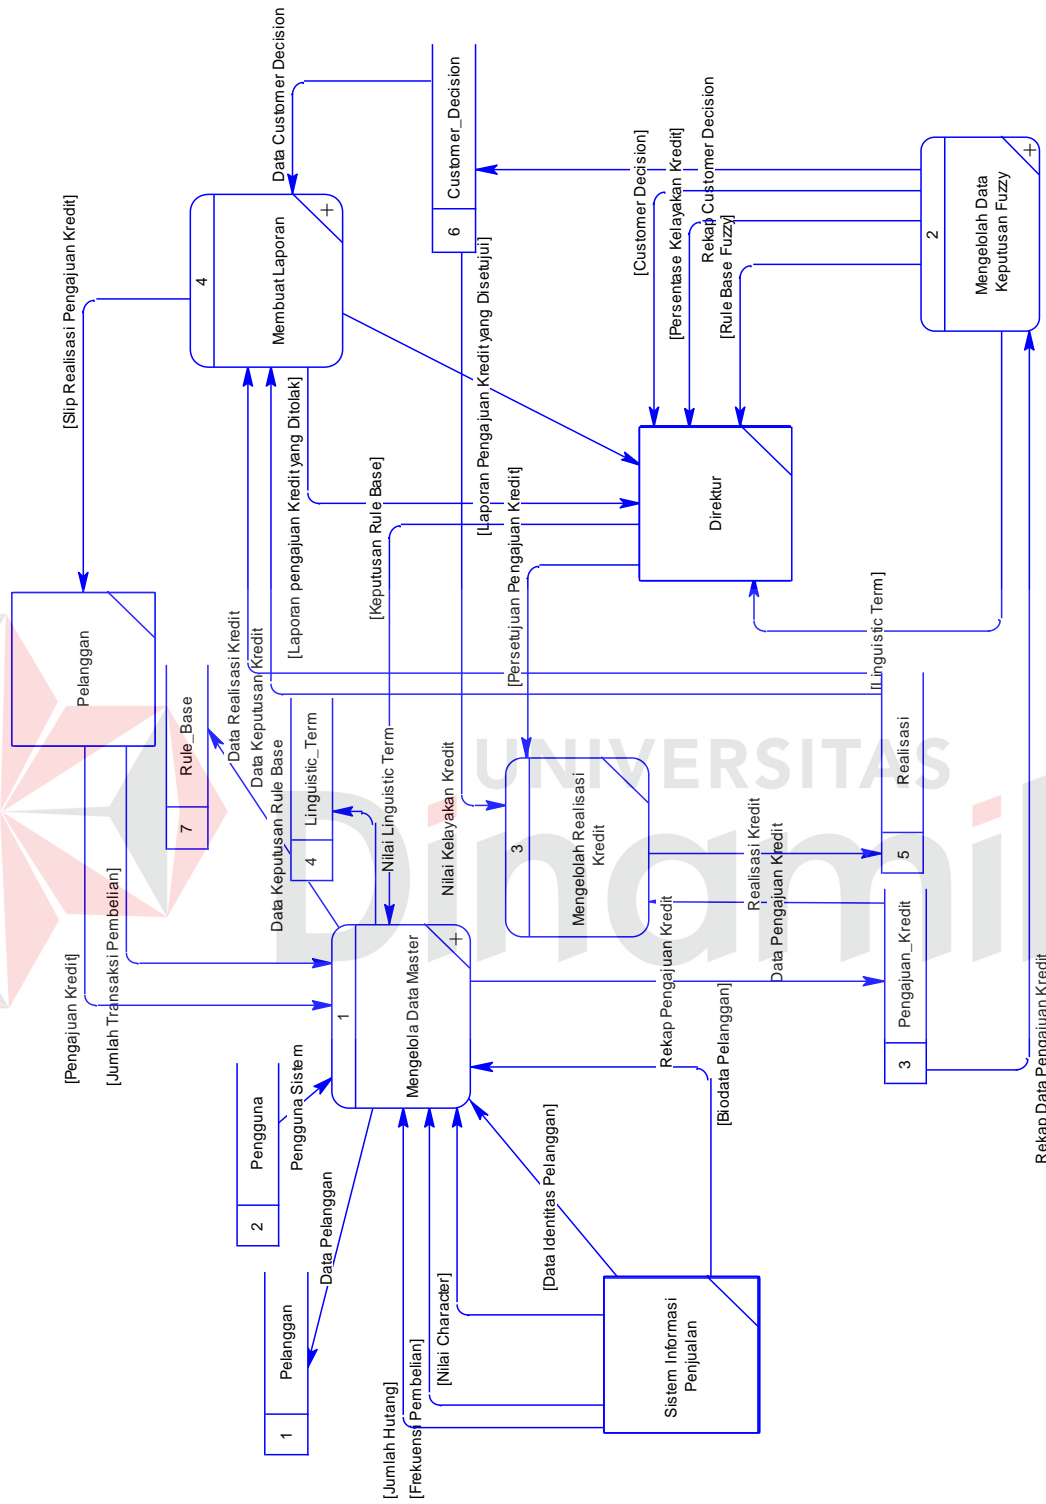 [Jumlah Hutang]
[Frekuensi Pembelian]
[Nilai Character]
[Data Identitas Pelanggan]
[Biodata Pelanggan]
Sistem Informasi
Penjualan
1
Pelanggan
Data Pelanggan
2
Pengguna
Pengguna Sistem
[Pengajuan Kredit]
[Jumlah Transaksi Pembelian]
1
Mengelola Data Master
Rekap Pengajuan Kredit
3
Pengajuan_Kredit
Rekap Data Pengajuan Kredit
Data Pengajuan Kredit
Realisasi Kredit
5
Realisasi
3
Mengelolah Realisasi
Kredit
Nilai Kelayakan Kredit
Nilai Linguistic Term
4
Linguistic_Term
Data Keputusan Rule Base
7
Rule_Base
Data Realisasi Kredit
Data Keputusan Kredit
Pelanggan
[Slip Realisasi Pengajuan Kredit]
[Laporan pengajuan Kredit yang Ditolak]
[Keputusan Rule Base]
[Persetujuan Pengajuan Kredit]
[Laporan Pengajuan Kredit yang Disetujui]
[Linguistic Term]
Direktur
4
Membuat Laporan
Data Customer Decision
6
Customer_Decision
[Customer Decision]
[Persentase Kelayakan Kredit]
Rekap Customer Decision
[Rule Base Fuzzy]
2
Mengelolah Data
Keputusan Fuzzy
UNIVERSITAS
Dinami